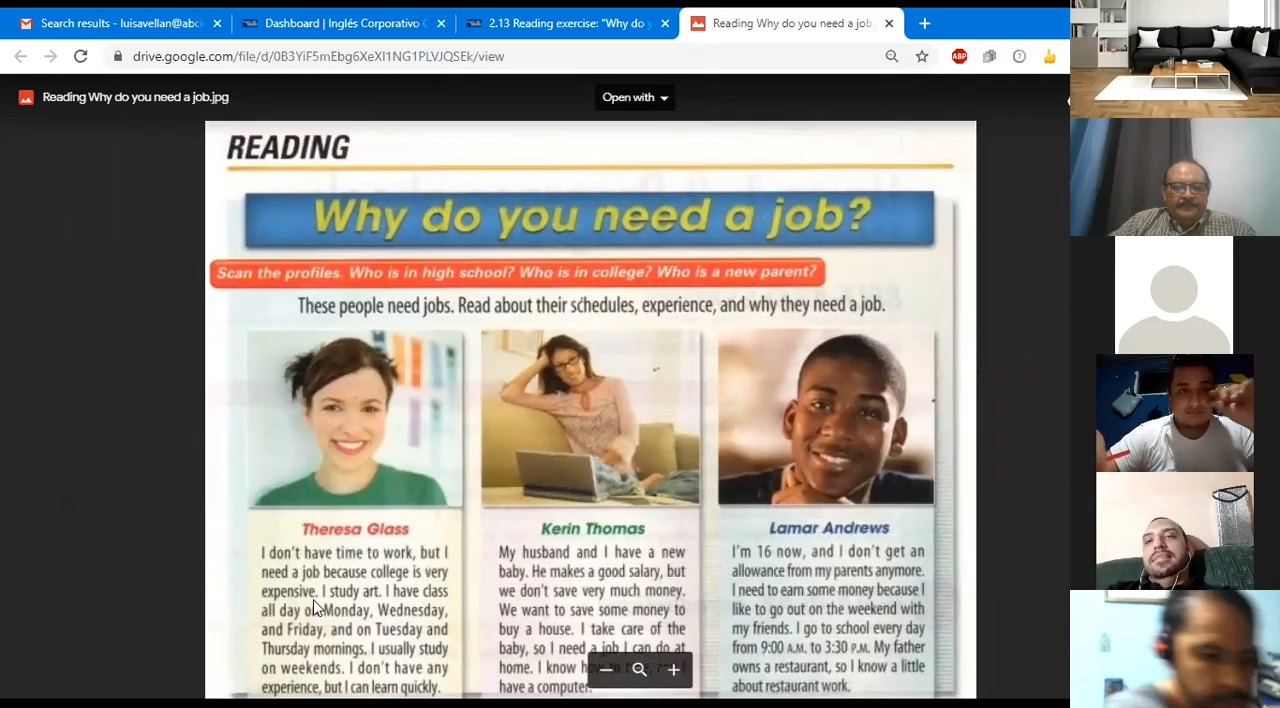 Search results - luisavellan@abc
Dashboard | Inglés Corporativo
2.13 Reading exercise: "Why do
Reading Why do you need a job
drive.google.com/file/d/0B3YiF5mEbg6XeXl1NG1PLVJQSEk/view
ABP
Reading Why do you need a job.jpg
Open with
READING
Why do you need a job?
Scan the profiles. Who is in high school? Who is in college? Who is a new parent?
These people need jobs. Read about their schedules, experience, and why they need a job.
Theresa Glass
I don't have time to work, but I
need a job because college is very
expensive. I study art. I have class
all day on Monday, Wednesday,
and Friday, and on Tuesday and
Thursday mornings. I usually study
on weekends. I don't have any
experience, but I can learn quickly.
Kerin Thomas
My husband and I have a new
baby. He makes a good salary, but
we don't save very much money.
We want to save some money to
buy a house. I take care of the
baby, so I need a job I can do at
home. I know how to
have a computer.
Lamar Andrews
I'm 16 now, and I don't get an
allowance from my parents anymore.
I need to earn some money because I
like to go out on the weekend with
my friends. I go to school every day
from 9:00 A.M. to 3:30 P.M. My father
owns a restaurant, so I know a little
about restaurant work.